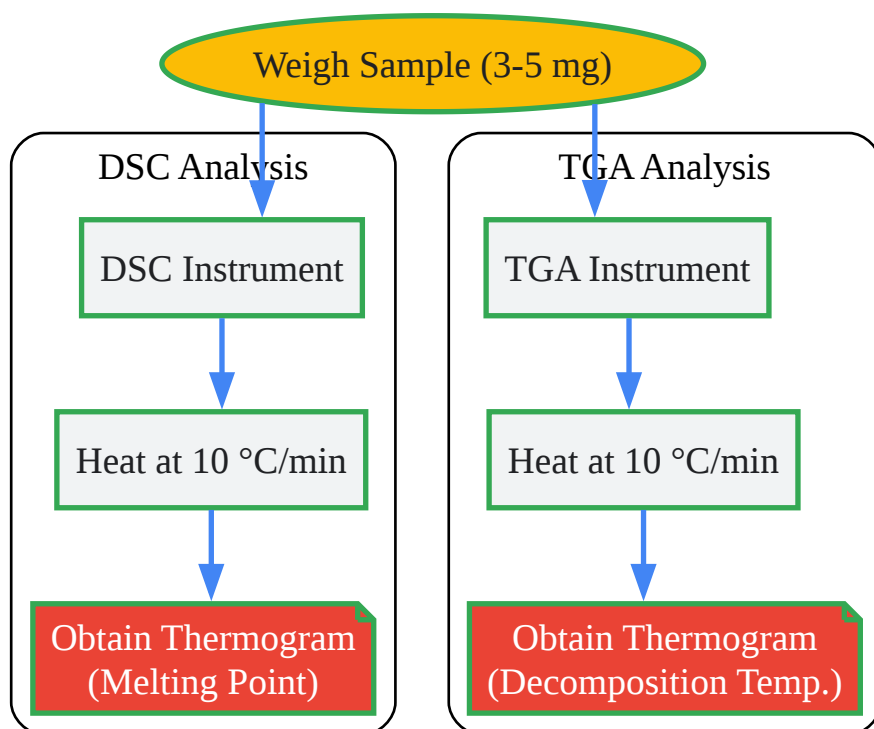 Weigh Sample (3-5 mg)
DSC Analysis
DSC Instrument
Heat at 10 °C/min
Obtain Thermogram
(Melting Point)
TGA Analysis
TGA Instrument
Heat at 10 °C/min
Obtain Thermogram
(Decomposition Temp.)